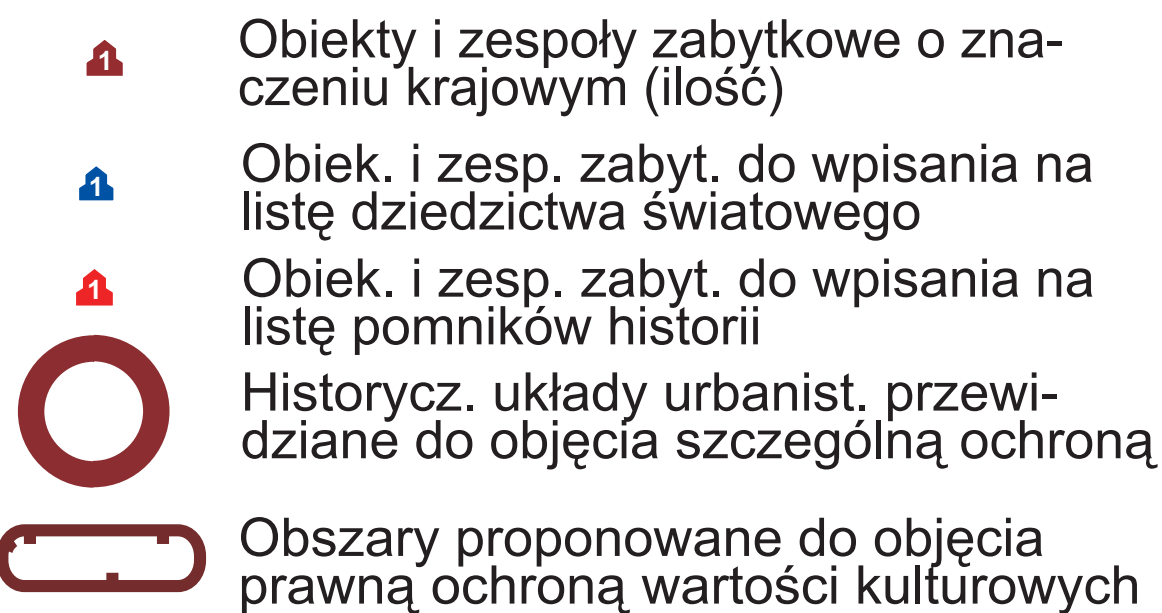 1 Obiekty i zespoły zabytkowe o zna-
czeniu krajowym (ilość)
1 Obiek. i zesp. zabyt. do wpisania na
listę dziedzictwa światowego
1 Obiek. i zesp. zabyt. do wpisania na
listę pomników historii
Historycz. układy urbanist. przewi-
dziane do objęcia szczególną ochroną
Obszary proponowane do objęcia
prawną ochroną wartości kulturowych